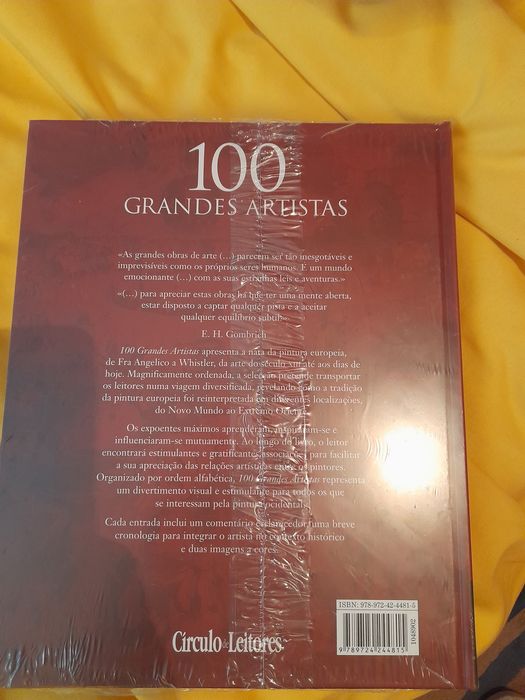 100
GRANDES ARTISTAS
«As grandes obras de arte (…) parecem ser tão inesgotáveis e
imprevisíveis como os próprios seres humanos. É um mundo
emocionante (…) com as suas estranhas leis e aventuras.»
«(…) para apreciar estas obras há que ter uma mente aberta,
estar disposto a captar qualquer pista e a aceitar
qualquer equilíbrio subtil»
E. H. Gombrich
100 Grandes Artistas apresenta a nata da pintura europeia,
de Fra Angelico a Whistler, da arte do século XIII até aos dias de
hoje. Magnificamente ordenada, a selecção pretende transportar
os leitores numa viagem diversificada, revelando como a tradição
da pintura europeia foi reinterpretada em diferentes localizações,
do Novo Mundo ao Extremo Oriente.
Os expoentes máximos aprenderam, inspiraram-se e
influenciaram-se mutuamente. Ao longo do livro, o leitor
encontrará estimulantes e gratificantes associações para facilitar
a sua apreciação das relações artísticas entre os pintores.
Organizado por ordem alfabética, 100 Grandes Artistas representa
um divertimento visual e estimulante para todos os que
se interessam pela pintura ocidental.
Cada entrada inclui um comentário esclarecedor, uma breve
cronologia para integrar o artista no contexto histórico
e duas imagens a cores.
ISBN: 978-972-42-4481-5
1048902
9 789724 244815
Círculo Leitores